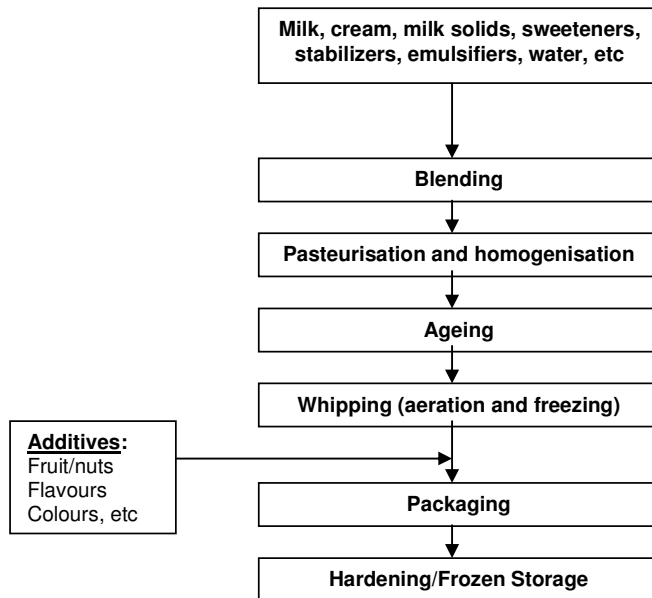 Milk, cream, milk solids, sweeteners,
stabilizers, emulsifiers, water, etc
Blending
Pasteurisation and homogenisation
Ageing
Whipping (aeration and freezing)
Additives:
Fruit/nuts
Flavours
Colours, etc
Packaging
Hardening/Frozen Storage